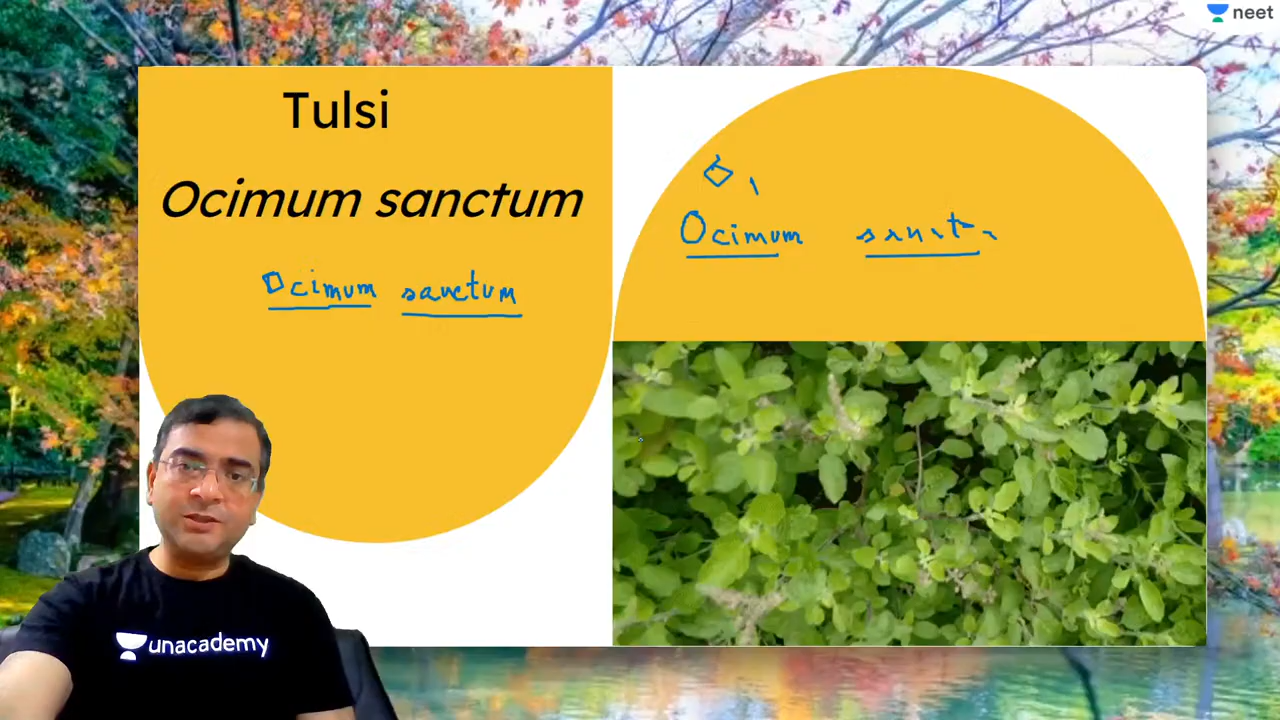 neet
Tulsi
Ocimum sanctum
Ocimum sanctum
Ocimum
unacademy